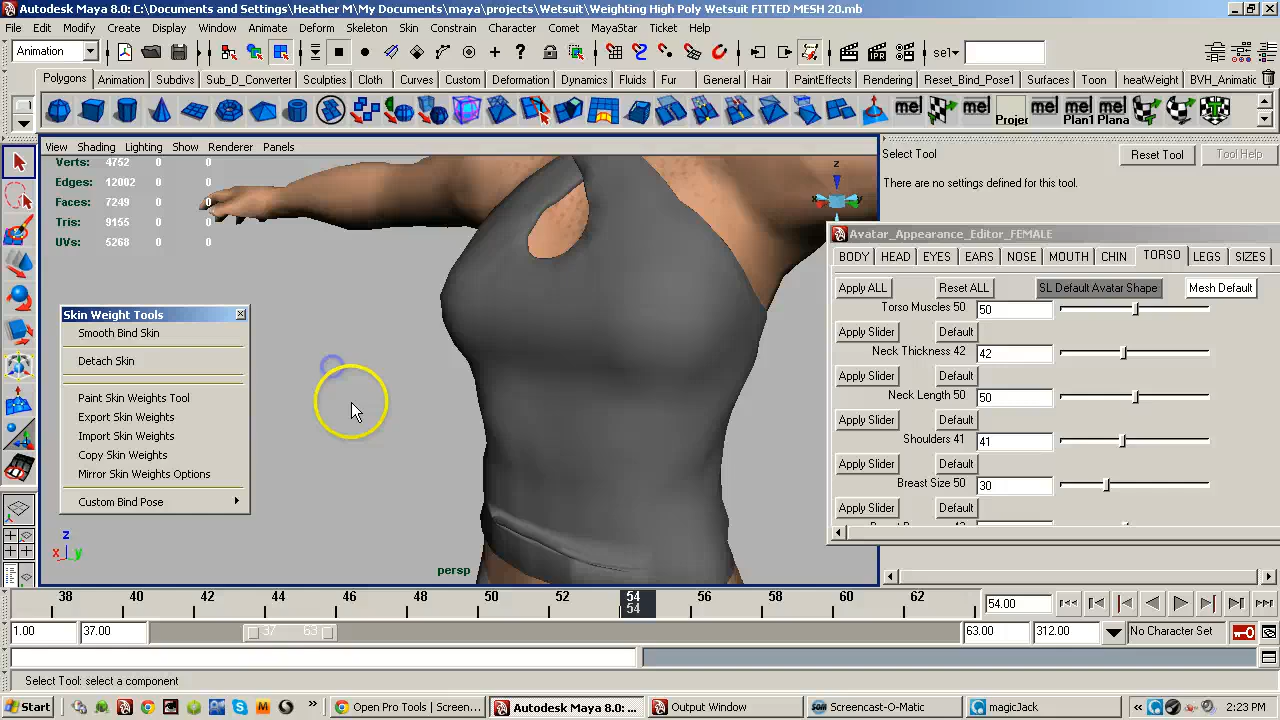 Autodesk Maya 8.0: C:\Documents and Settings\Heather M\My Documents\maya\projects\Wetsuit\Weighting High Poly Wetsuit FITTED MESH 20.mb
File Edit Modify Create Display Window Animate Deform Skeleton Skin Constrain Character Comet MayaStar Ticket Help
Animation sel
Polygons Animation Subdivs Sub_D_Converter Sculpties Cloth Curves Custom Deformation Dynamics Fluids Fur General Hair PaintEffects Rendering Reset_Bind_Pose1 Surfaces Toon heatWeight BVH_Animatic
mel mel Projec mel mel mel
Plan1 Plana
View Shading Lighting Show Renderer Panels
Select Tool Reset Tool Tool Help
There are no settings defined for this tool.
Verts: 4752 0 0
Edges: 12002 0 0
Faces: 7249 0 0
Tris: 9155 0 0
UVs: 5268 0 0
z
x y
Avatar_Appearance_Editor_FEMALE
BODY HEAD EYES EARS NOSE MOUTH CHIN TORSO LEGS SIZES
Apply ALL Reset ALL SL Default Avatar Shape Mesh Default
Torso Muscles 50 50
Apply Slider Default
Neck Thickness 42 42
Apply Slider Default
Neck Length 50 50
Apply Slider Default
Shoulders 41 41
Apply Slider Default
Breast Size 50 30
Apply Slider Default
Skin Weight Tools
Smooth Bind Skin
Detach Skin
Paint Skin Weights Tool
Export Skin Weights
Import Skin Weights
Copy Skin Weights
Mirror Skin Weights Options
Custom Bind Pose
z
x y
persp
38 40 42 44 46 48 50 52 54 56 58 60 62
54 54.00
1.00 37.00 37 63 63.00 312.00 No Character Set
Select Tool: select a component
Start Open Pro Tools | Screen... Autodesk Maya 8.0: ... Output Window Screencast-O-Matic magicJack 2:23 PM